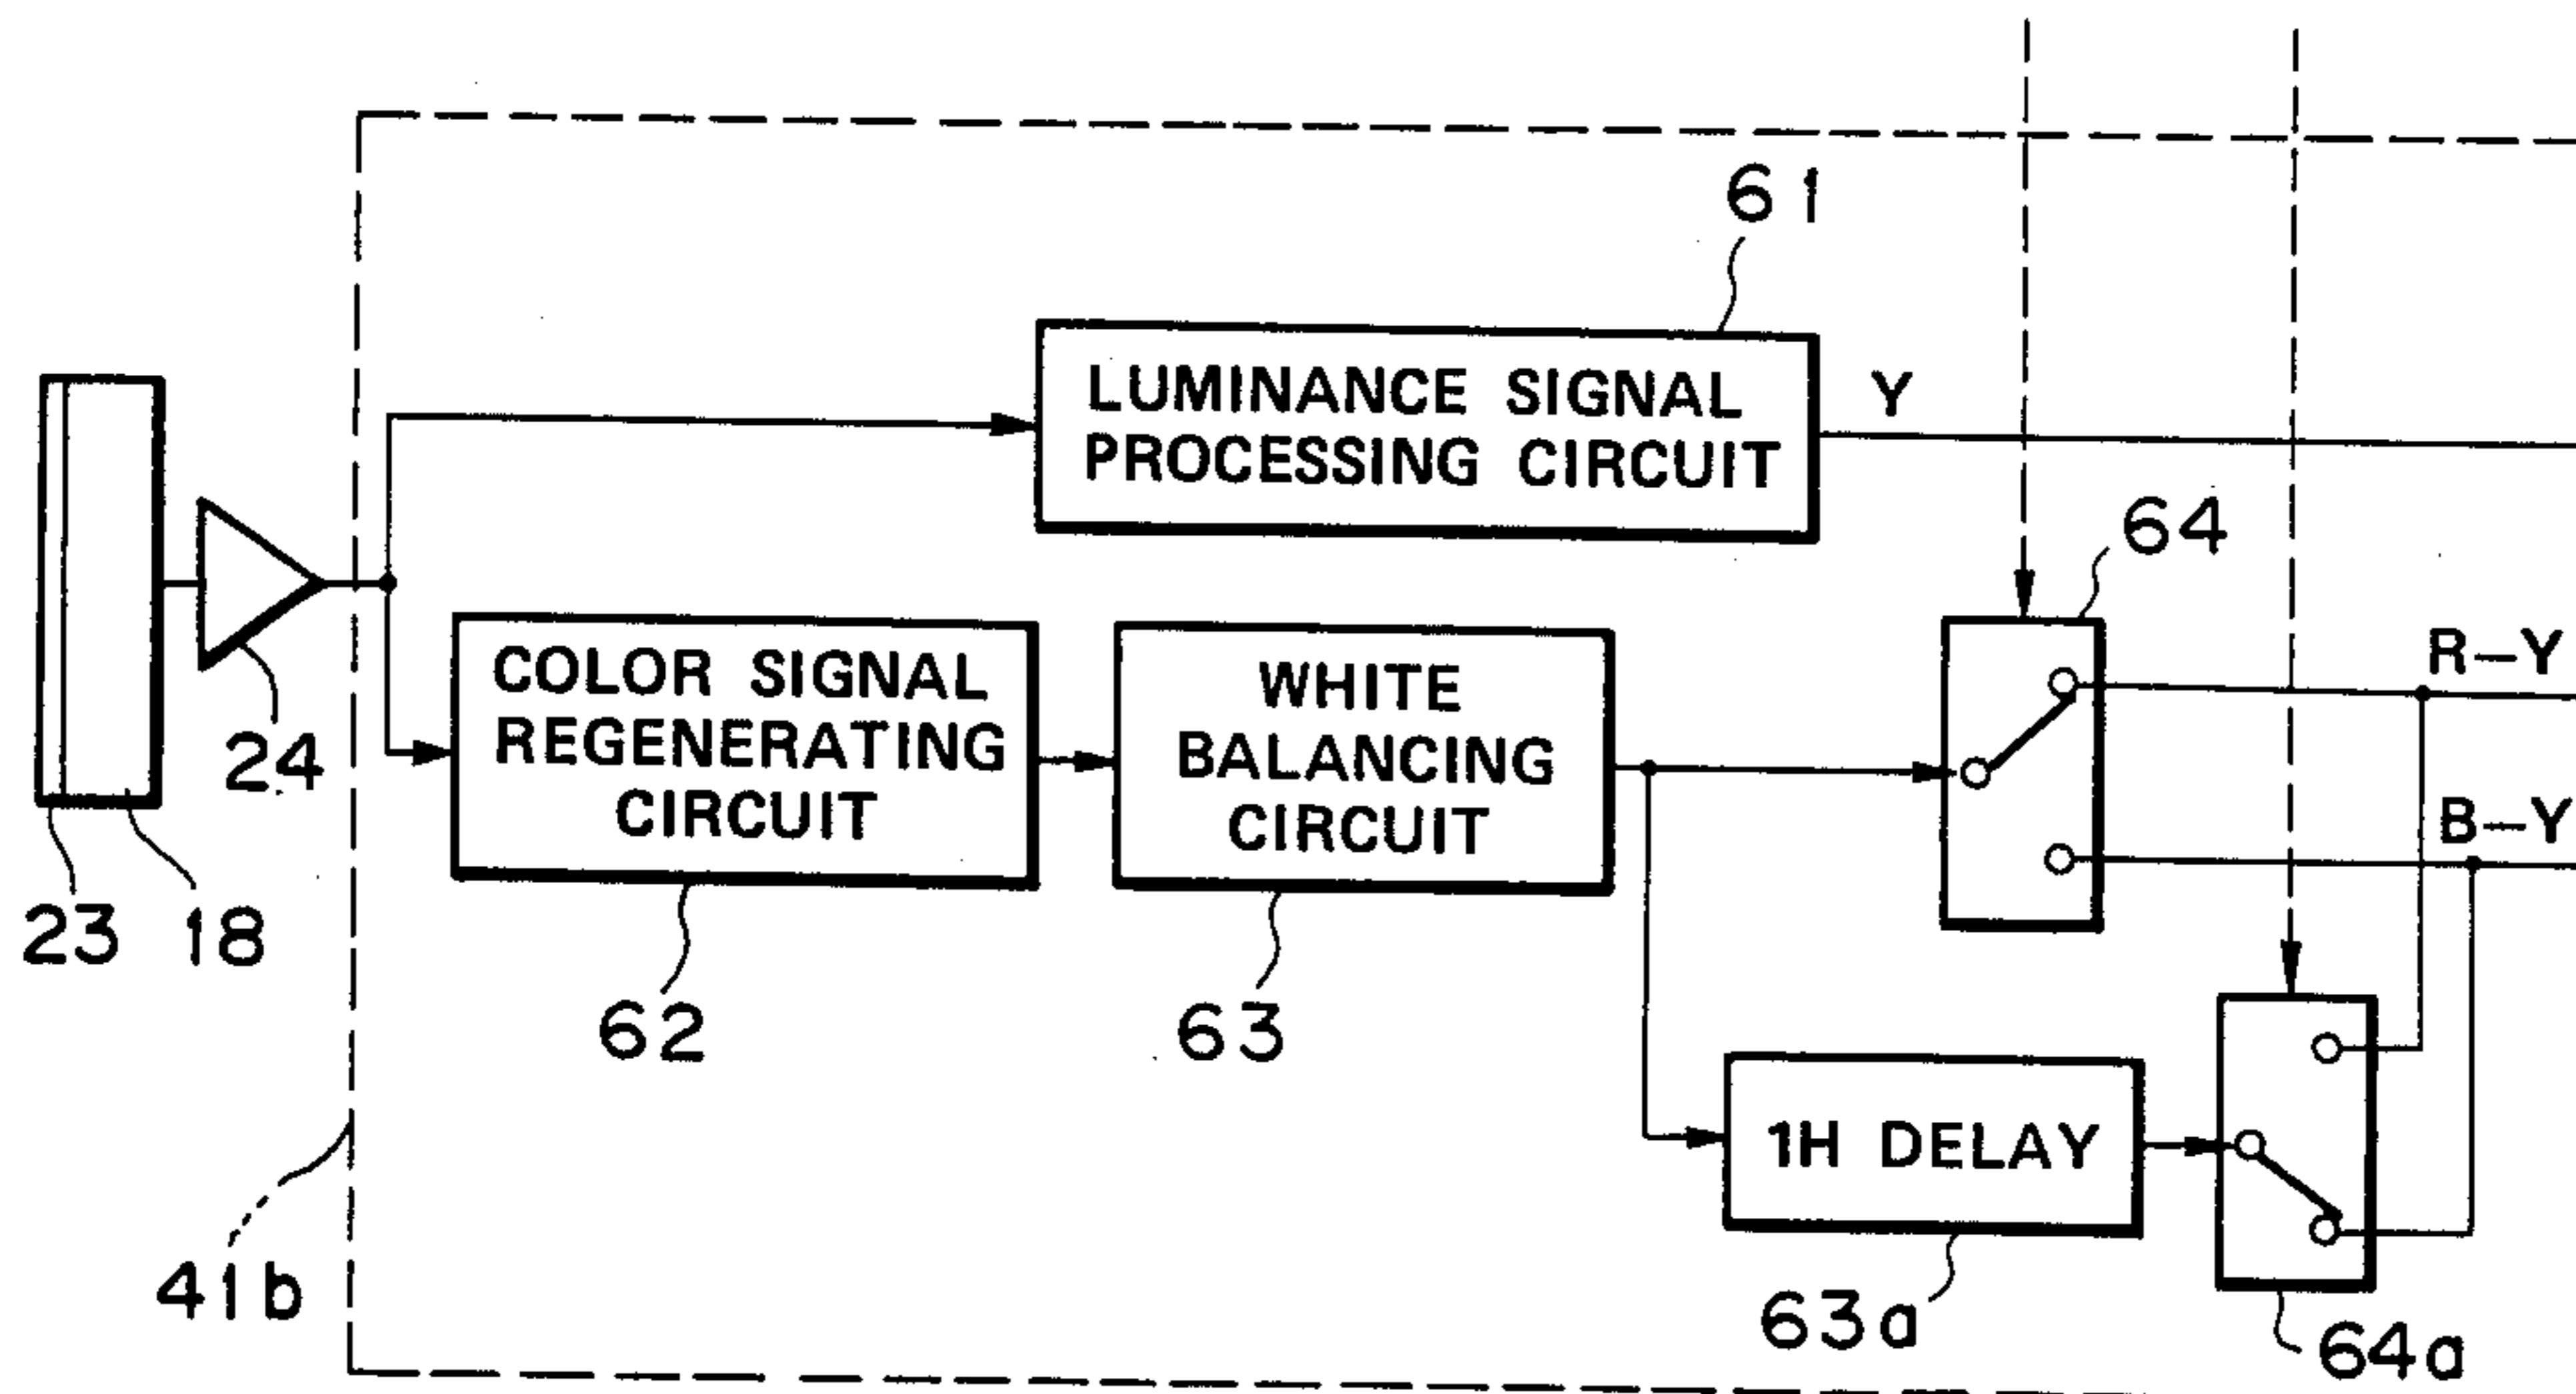 61
LUMINANCE SIGNAL
PROCESSING CIRCUIT
Y
64
24
COLOR SIGNAL
REGENERATING
CIRCUIT
WHITE
BALANCING
CIRCUIT
R–Y
B–Y
23
18
62
63
1H DELAY
41b
63a
64a